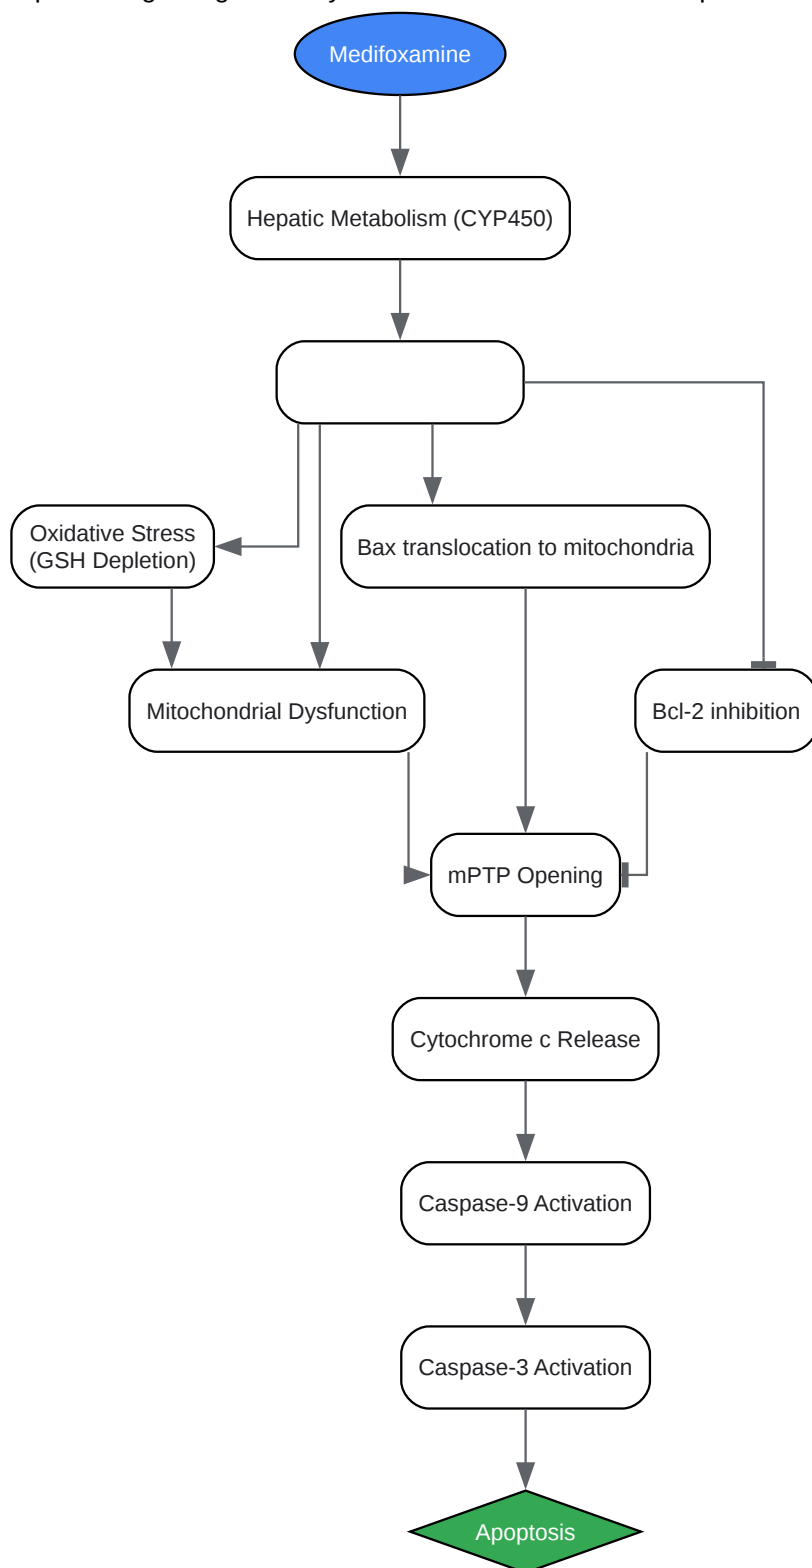 Medifoxamine
Hepatic Metabolism (CYP450)
Oxidative Stress
(GSH Depletion)
Bax translocation to mitochondria
Mitochondrial Dysfunction
Bcl-2 inhibition
mPTP Opening
Cytochrome c Release
Caspase-9 Activation
Caspase-3 Activation
Apoptosis